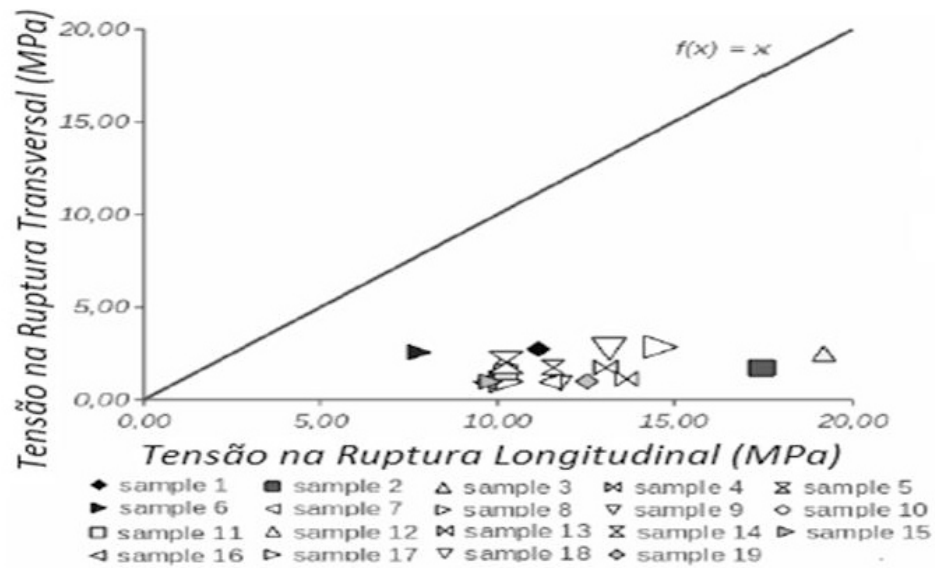 Tensão na Ruptura Transversal (MPa)
20,00
15,00
10,00
5,00
0,00
f(x) = x
0,00 5,00 10,00 15,00 20,00
Tensão na Ruptura Longitudinal (MPa)
sample 1 sample 2 sample 3 sample 4 sample 5
sample 6 sample 7 sample 8 sample 9 sample 10
sample 11 sample 12 sample 13 sample 14 sample 15
sample 16 sample 17 sample 18 sample 19